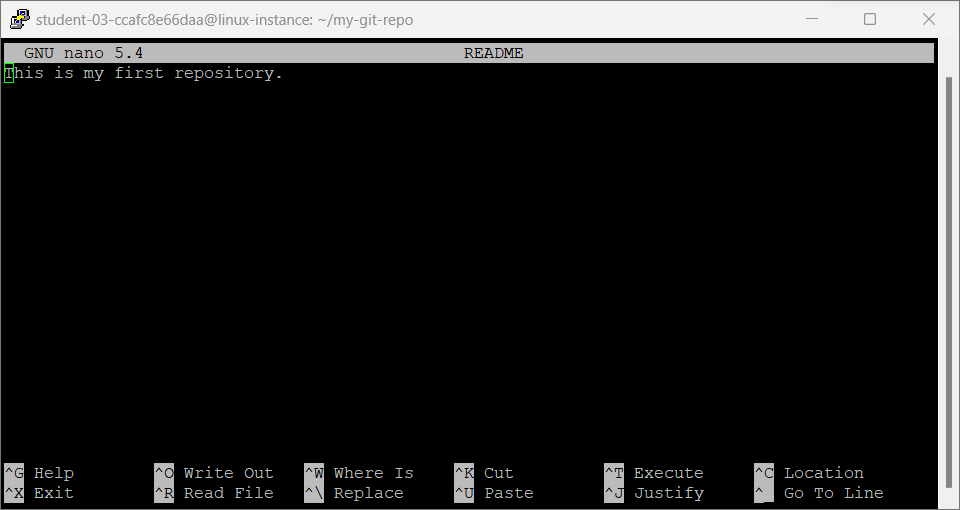 student-03-ccafc8e66daa@linux-instance: ~/my-git-repo
GNU nano 5.4 README
This is my first repository.
^G Help ^O Write Out ^W Where Is ^K Cut ^T Execute ^C Location
^X Exit ^R Read File ^\ Replace ^U Paste ^J Justify ^_ Go To Line